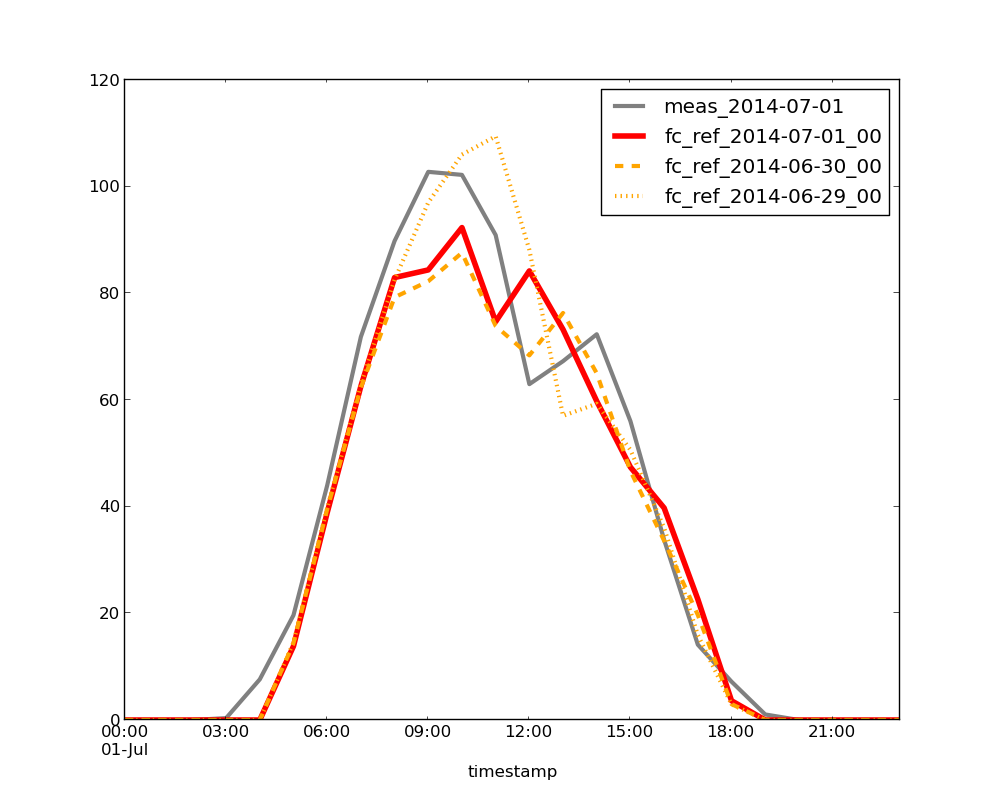 120
100
80
60
40
20
0
meas_2014-07-01
fc_ref_2014-07-01_00
fc_ref_2014-06-30_00
fc_ref_2014-06-29_00
00:00 03:00 06:00 09:00 12:00 15:00 18:00 21:00
01-Jul
timestamp